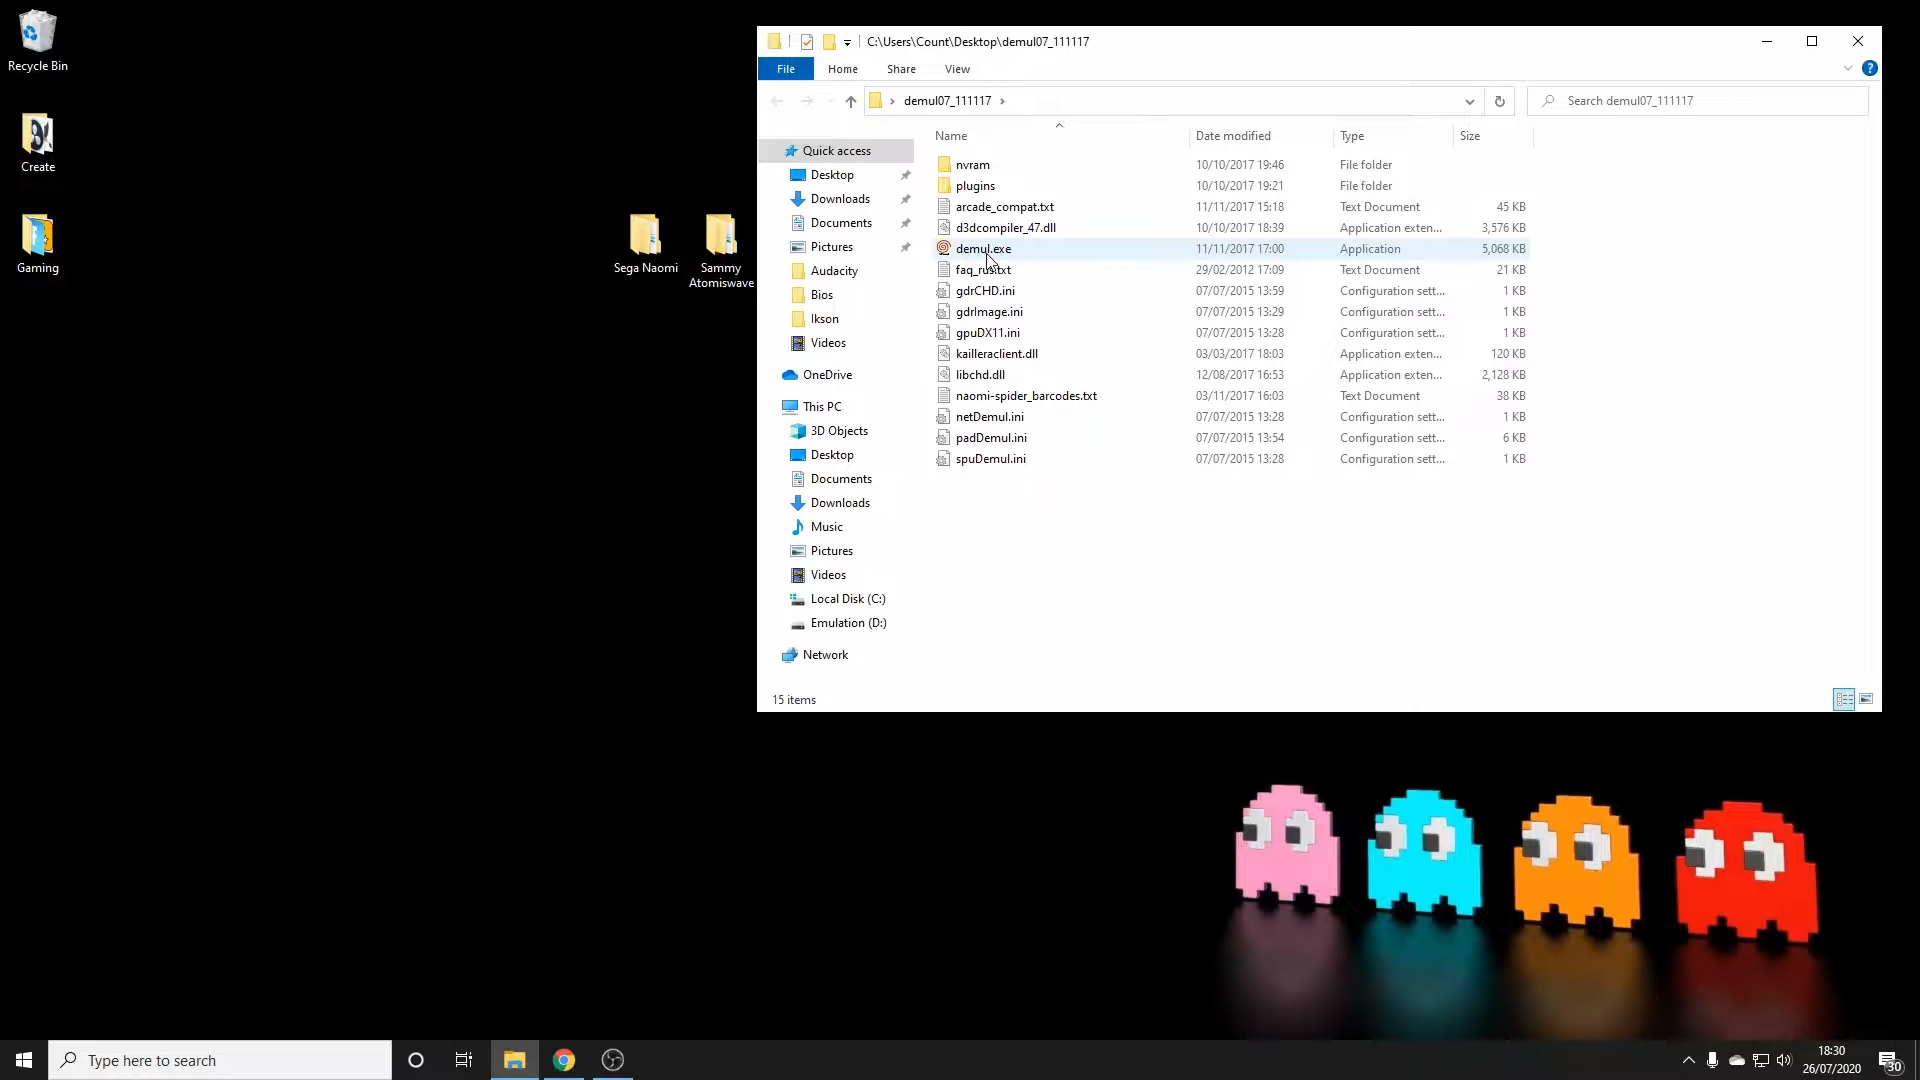 Recycle Bin
Create
Gaming
Sega Naomi
Sammy
Atomiswave
C:\Users\Count\Desktop\demul07_111117
File Home Share View
demul07_111117
Search demul07_111117
Name Date modified Type Size
Quick access
Desktop
Downloads
Documents
Pictures
Audacity
Bios
Ikson
Videos
OneDrive
This PC
3D Objects
Desktop
Documents
Downloads
Music
Pictures
Videos
Local Disk (C:)
Emulation (D:)
Network
nvram 10/10/2017 19:46 File folder
plugins 10/10/2017 19:21 File folder
arcade_compat.txt 11/11/2017 15:18 Text Document 45 KB
d3dcompiler_47.dll 10/10/2017 18:39 Application exten... 3,576 KB
demul.exe 11/11/2017 17:00 Application 5,068 KB
29/02/2012 17:09 Text Document 21 KB
gdrCHD.ini 07/07/2015 13:59 Configuration sett... 1 KB
gdrImage.ini 07/07/2015 13:29 Configuration sett... 1 KB
gpuDX11.ini 07/07/2015 13:28 Configuration sett... 1 KB
kailleraclient.dll 03/03/2017 18:03 Application exten... 120 KB
libchd.dll 12/08/2017 16:53 Application exten... 2,128 KB
naomi-spider_barcodes.txt 03/11/2017 16:03 Text Document 38 KB
netDemul.ini 07/07/2015 13:28 Configuration sett... 1 KB
padDemul.ini 07/07/2015 13:54 Configuration sett... 6 KB
spuDemul.ini 07/07/2015 13:28 Configuration sett... 1 KB
15 items
Type here to search
18:30
26/07/2020
30